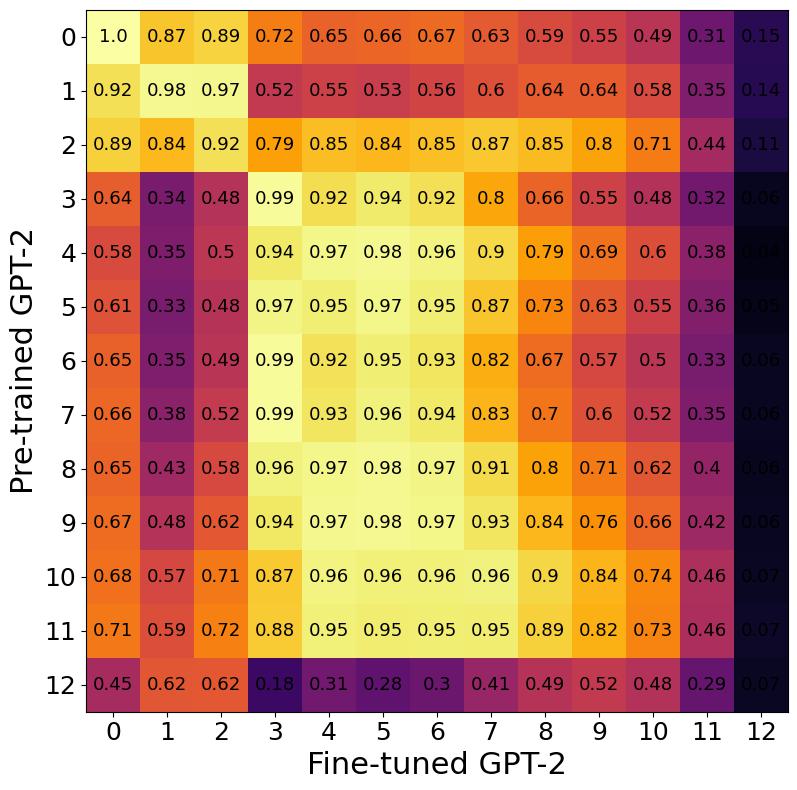 0 1.0 0.87 0.89 0.72 0.65 0.66 0.67 0.63 0.59 0.55 0.49 0.31 0.15
1 0.92 0.98 0.97 0.52 0.55 0.53 0.56 0.6 0.64 0.64 0.58 0.35 0.14
2 0.89 0.84 0.92 0.79 0.85 0.84 0.85 0.87 0.85 0.8 0.71 0.44 0.11
3 0.64 0.34 0.48 0.99 0.92 0.94 0.92 0.8 0.66 0.55 0.48 0.32 0.06
4 0.58 0.35 0.5 0.94 0.97 0.98 0.96 0.9 0.79 0.69 0.6 0.38 0.04
5 0.61 0.33 0.48 0.97 0.95 0.97 0.95 0.87 0.73 0.63 0.55 0.36 0.05
6 0.65 0.35 0.49 0.99 0.92 0.95 0.93 0.82 0.67 0.57 0.5 0.33 0.06
7 0.66 0.38 0.52 0.99 0.93 0.96 0.94 0.83 0.7 0.6 0.52 0.35 0.06
8 0.65 0.43 0.58 0.96 0.97 0.98 0.97 0.91 0.8 0.71 0.62 0.4 0.06
9 0.67 0.48 0.62 0.94 0.97 0.98 0.97 0.93 0.84 0.76 0.66 0.42 0.06
10 0.68 0.57 0.71 0.87 0.96 0.96 0.96 0.96 0.9 0.84 0.74 0.46 0.07
11 0.71 0.59 0.72 0.88 0.95 0.95 0.95 0.95 0.89 0.82 0.73 0.46 0.07
12 0.45 0.62 0.62 0.18 0.31 0.28 0.3 0.41 0.49 0.52 0.48 0.29 0.07
0 1 2 3 4 5 6 7 8 9 10 11 12
Fine-tuned GPT-2
Pre-trained GPT-2